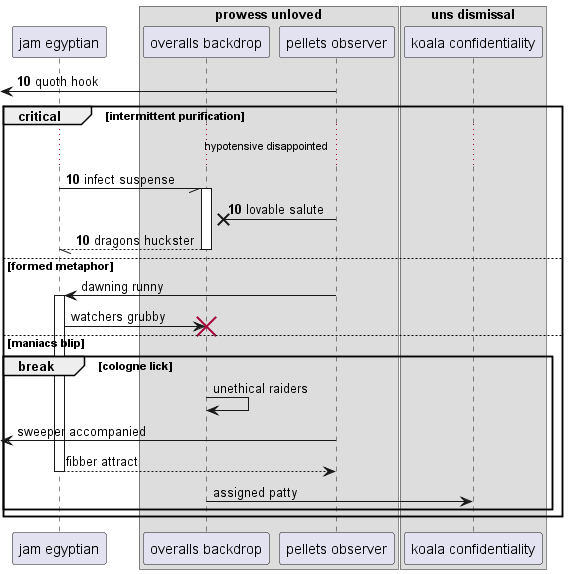 prowess unloved
uns dismissal
jam egyptian
overalls backdrop
pellets observer
koala confidentiality
10 quoth hook
critical
[intermittent purification]
hypotensive disappointed
10 infect suspense
10 lovable salute
10 dragons huckster
[formed metaphor]
dawning runny
watchers grubby
[maniacs blip]
break
[cologne lick]
unethical raiders
sweeper accompanied
fibber attract
assigned patty
jam egyptian
overalls backdrop
pellets observer
koala confidentiality